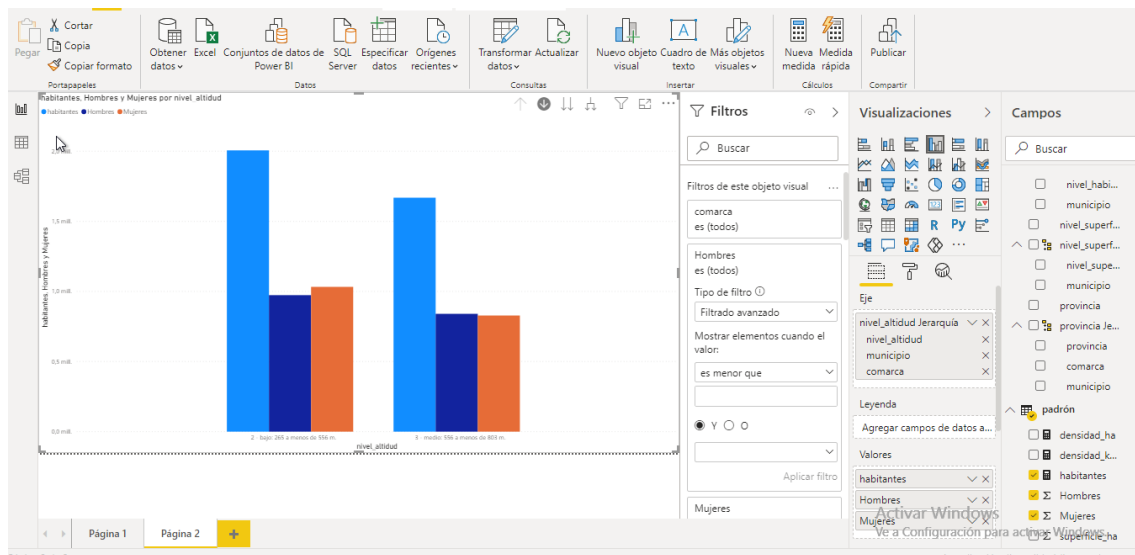 Pegar
Cortar
Copia
Copiar formato
Portapapeles
Obtener datos
Excel
Conjuntos de datos de Power BI
SQL Server
Especificar datos
Orígenes recientes
Datos
Transformar datos
Actualizar
Consultas
Nuevo objeto visual
Cuadro de texto
Más objetos visuales
Insertar
Nueva medida
Medida rápida
Cálculos
Publicar
Compartir
habitantes, Hombres y Mujeres por nivel_altidud
habitantes Hombres Mujeres
1,5 mill.
1,0 mill.
0,5 mill.
0,0 mill.
habitantes, Hombres y Mujeres
2 - bajo: 265 a menos de 556 m.
3 - medio: 556 a menos de 803 m.
nivel_altidud
Filtros
Buscar
Filtros de este objeto visual ...
comarca
es (todos)
Hombres
es (todos)
Tipo de filtro
Filtrado avanzado
Mostrar elementos cuando el
valor:
es menor que
Y O
Aplicar filtro
Mujeres
Visualizaciones
R Py
Eje
nivel_altidud Jerarquía
nivel_altidud
municipio
comarca
Leyenda
Agregar campos de datos a...
Valores
habitantes
Hombres
Mujeres
Campos
Buscar
nivel_habi...
municipio
nivel_superf...
nivel_superf...
nivel_supe...
municipio
provincia
provincia Je...
provincia
comarca
municipio
padrón
densidad_ha
densidad_k...
habitantes
Hombres
Mujeres
superficie_ha
Activar Windows
Ve a Configuración para activar Windows.
Página 1
Página 2